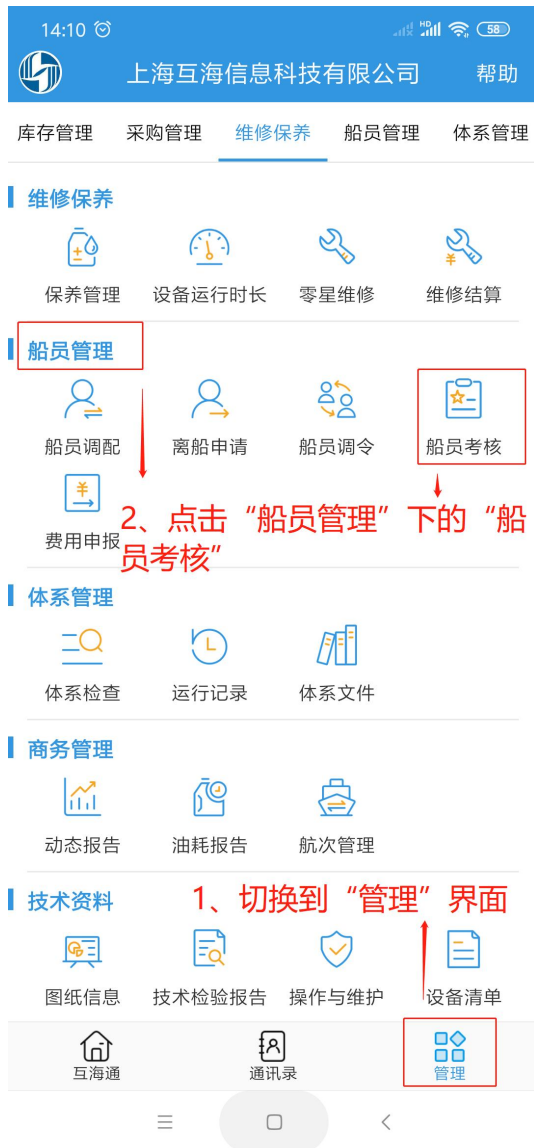 14:10
HD
58
上海互海信息科技有限公司 帮助
库存管理 采购管理 维修保养 船员管理 体系管理
维修保养
保养管理 设备运行时长 零星维修 维修结算
船员管理
船员调配 离船申请 船员调令 船员考核
费用申报
2、点击“船员管理”下的“船
员考核”
体系管理
体系检查 运行记录 体系文件
商务管理
动态报告 油耗报告 航次管理
技术资料
1、切换到“管理”界面
图纸信息 技术检验报告 操作与维护 设备清单
互海通 通讯录 管理